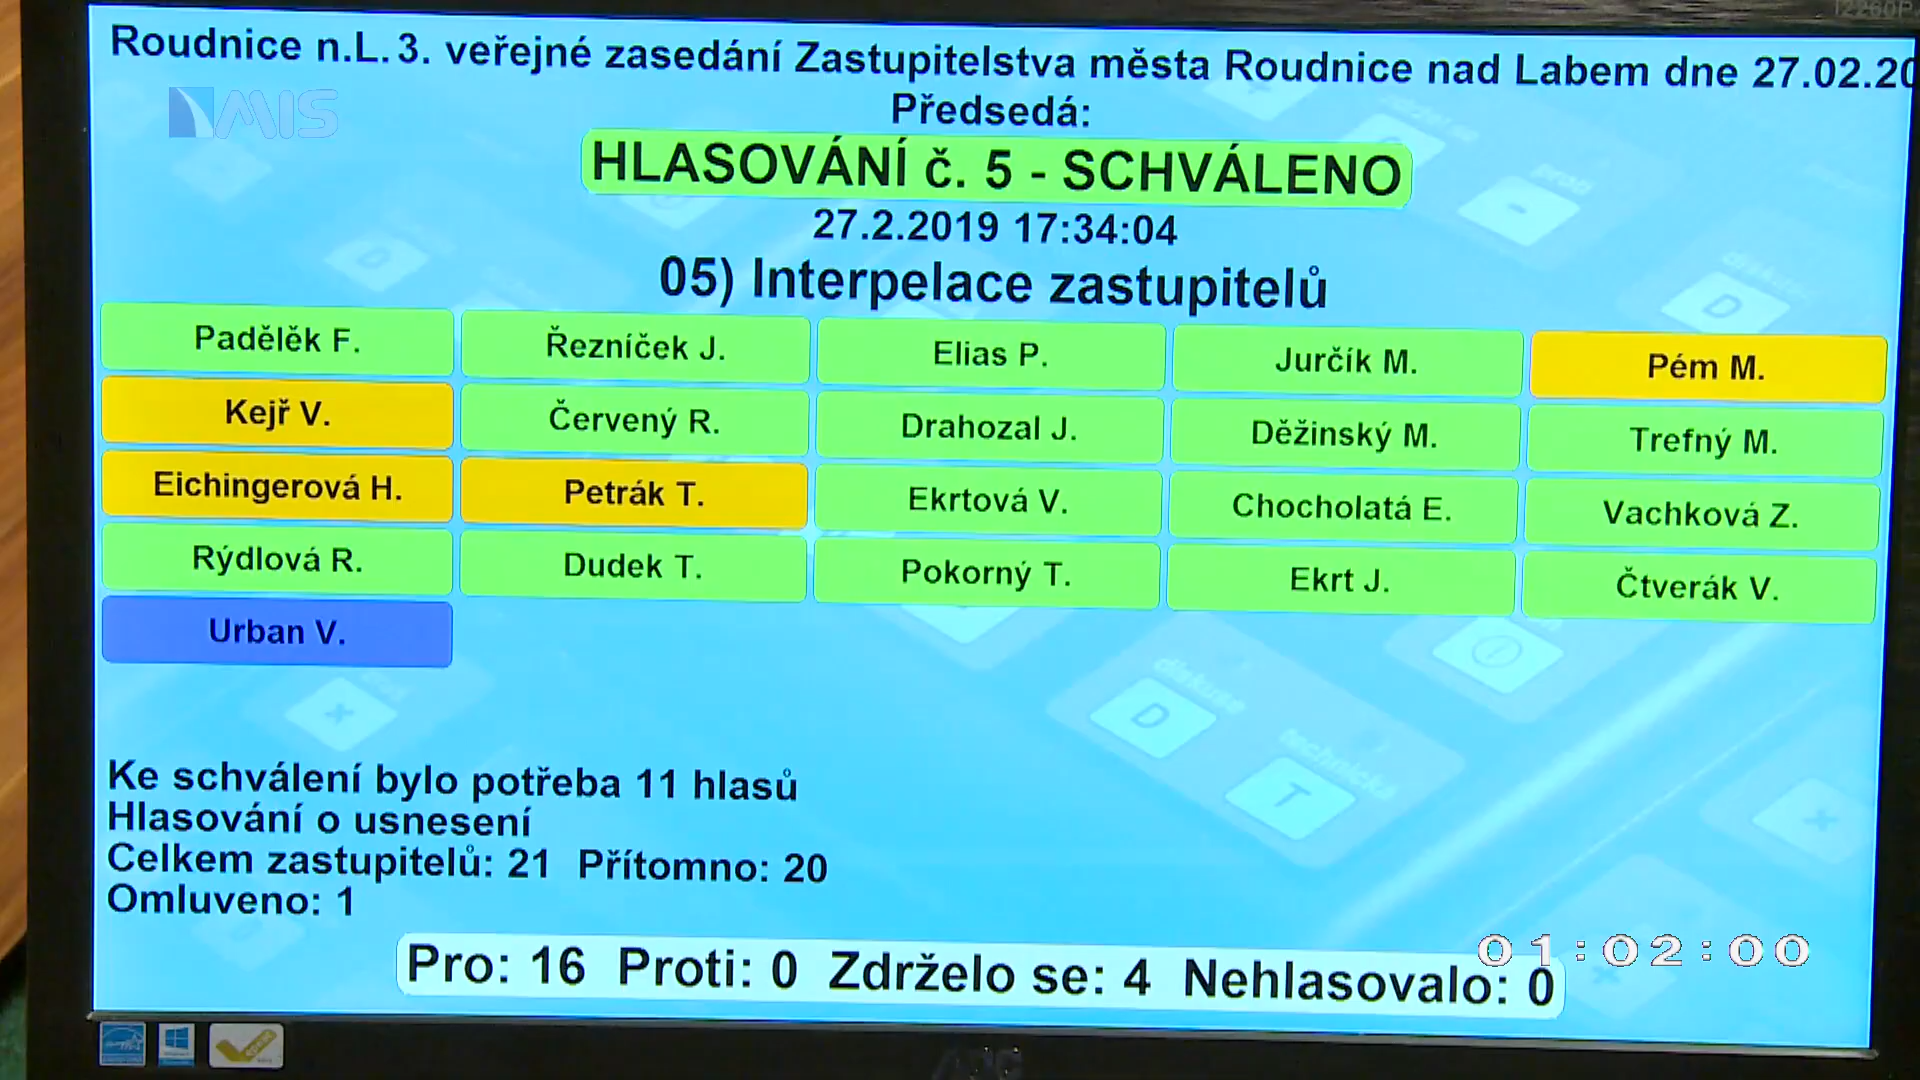 Roudnice n.L. 3. veřejné zasedání Zastupitelstva města Roudnice nad Labem dne 27.02.20
MIS
Předsedá:
HLASOVÁNÍ č. 5 - SCHVÁLENO
27.2.2019 17:34:04
05) Interpelace zastupitelů
Padělěk F. Řezníček J. Elias P. Jurčík M. Pém M.
Kejř V. Červený R. Drahozal J. Děžinský M. Trefný M.
Eichingerová H. Petrák T. Ekrtová V. Chocholatá E. Vachková Z.
Rýdlová R. Dudek T. Pokorný T. Ekrt J. Čtverák V.
Urban V.
diskuze
D
T
Ke schválení bylo potřeba 11 hlasů
Hlasování o usnesení
Celkem zastupitelů: 21 Přítomno: 20
Omluveno: 1
01:02:00
Pro: 16 Proti: 0 Zdrželo se: 4 Nehlasovalo: 0
AOC